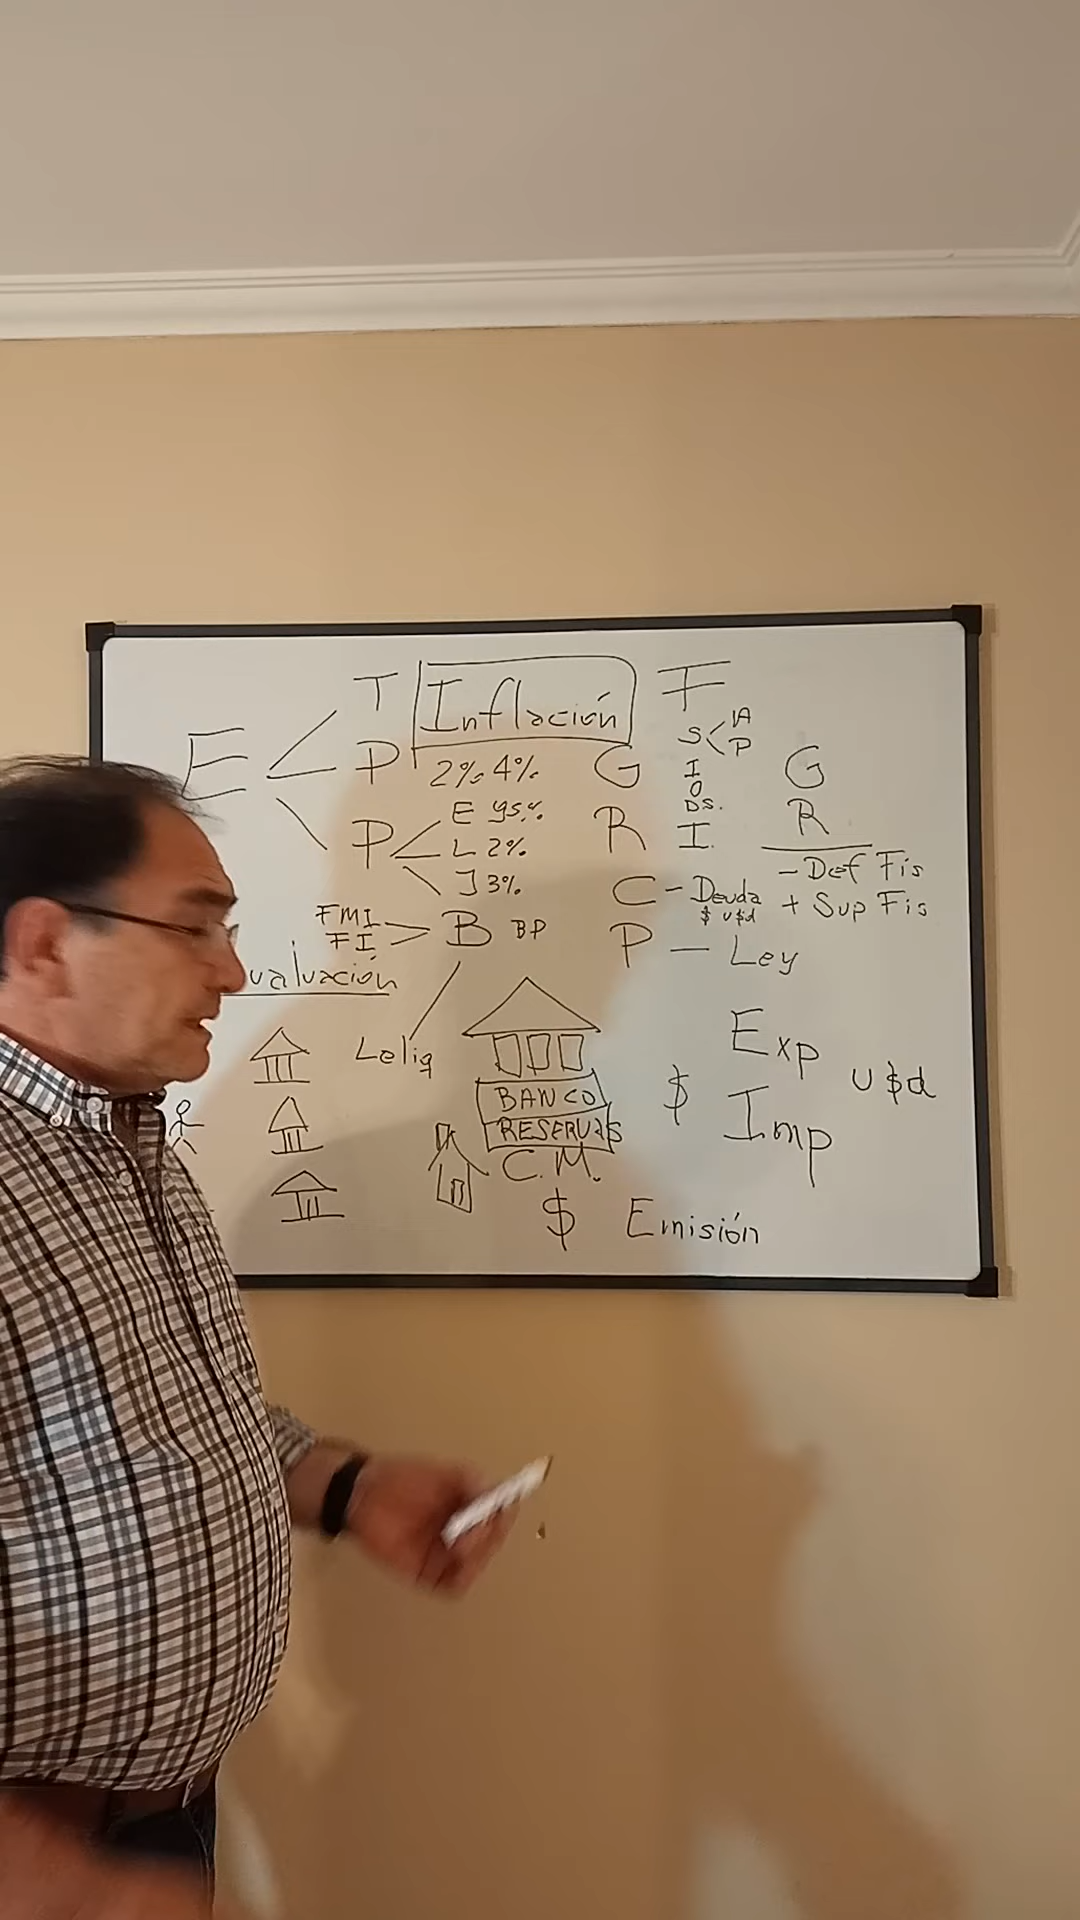 T Inflación F
E P 2% 4% G S A P
I G
O
E 95% DS.
P L 2% R I. R
J 3% C - Deuda - Def Fis
$ u$d + Sup Fis
FMI
FI B BP P — Ley
valuación
Leliq Exp
BANCO $ u$d
RESERVAS Imp
C.M.
$ Emisión